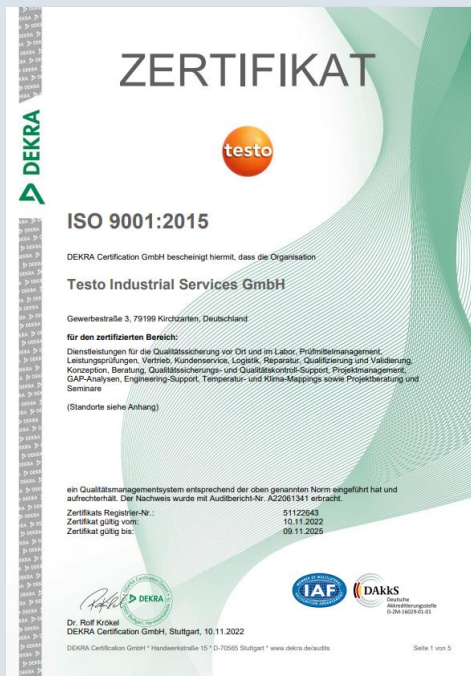 ZERTIFIKAT
DEKRA
testo
ISO 9001:2015
DEKRA Certification GmbH bescheinigt hiermit, dass die Organisation
Testo Industrial Services GmbH
Gewerbestraße 3, 79199 Kirchzarten, Deutschland
für den zertifizierten Bereich:
Dienstleistungen für die Qualitätssicherung vor Ort und im Labor, Prüfmittelmanagement,
Leistungsprüfungen, Vertrieb, Kundenservice, Logistik, Reparatur, Qualifizierung und Validierung,
Konzeption, Beratung, Qualitätssicherungs- und Qualitätskontroll-Support, Projektmanagement,
GAP-Analysen, Engineering-Support, Temperatur- und Klima-Mappings sowie Projektberatung und
Seminare
(Standorte siehe Anhang)
ein Qualitätsmanagementsystem entsprechend der oben genannten Norm eingeführt hat und
aufrechterhält. Der Nachweis wurde mit Auditbericht-Nr. A22061341 erbracht.
Zertifikats Registrier-Nr.: 51122643
Zertifikat gültig vom: 10.11.2022
Zertifikat gültig bis: 09.11.2025
DEKRA
IAF
DAkkS
Deutsche
Akkreditierungsstelle
D-ZM-16029-01-01
Dr. Rolf Krökel
DEKRA Certification GmbH, Stuttgart, 10.11.2022
DEKRA Certification GmbH * Handwerkstraße 15 * D-70565 Stuttgart * www.dekra.de/audits
Seite 1 von 5